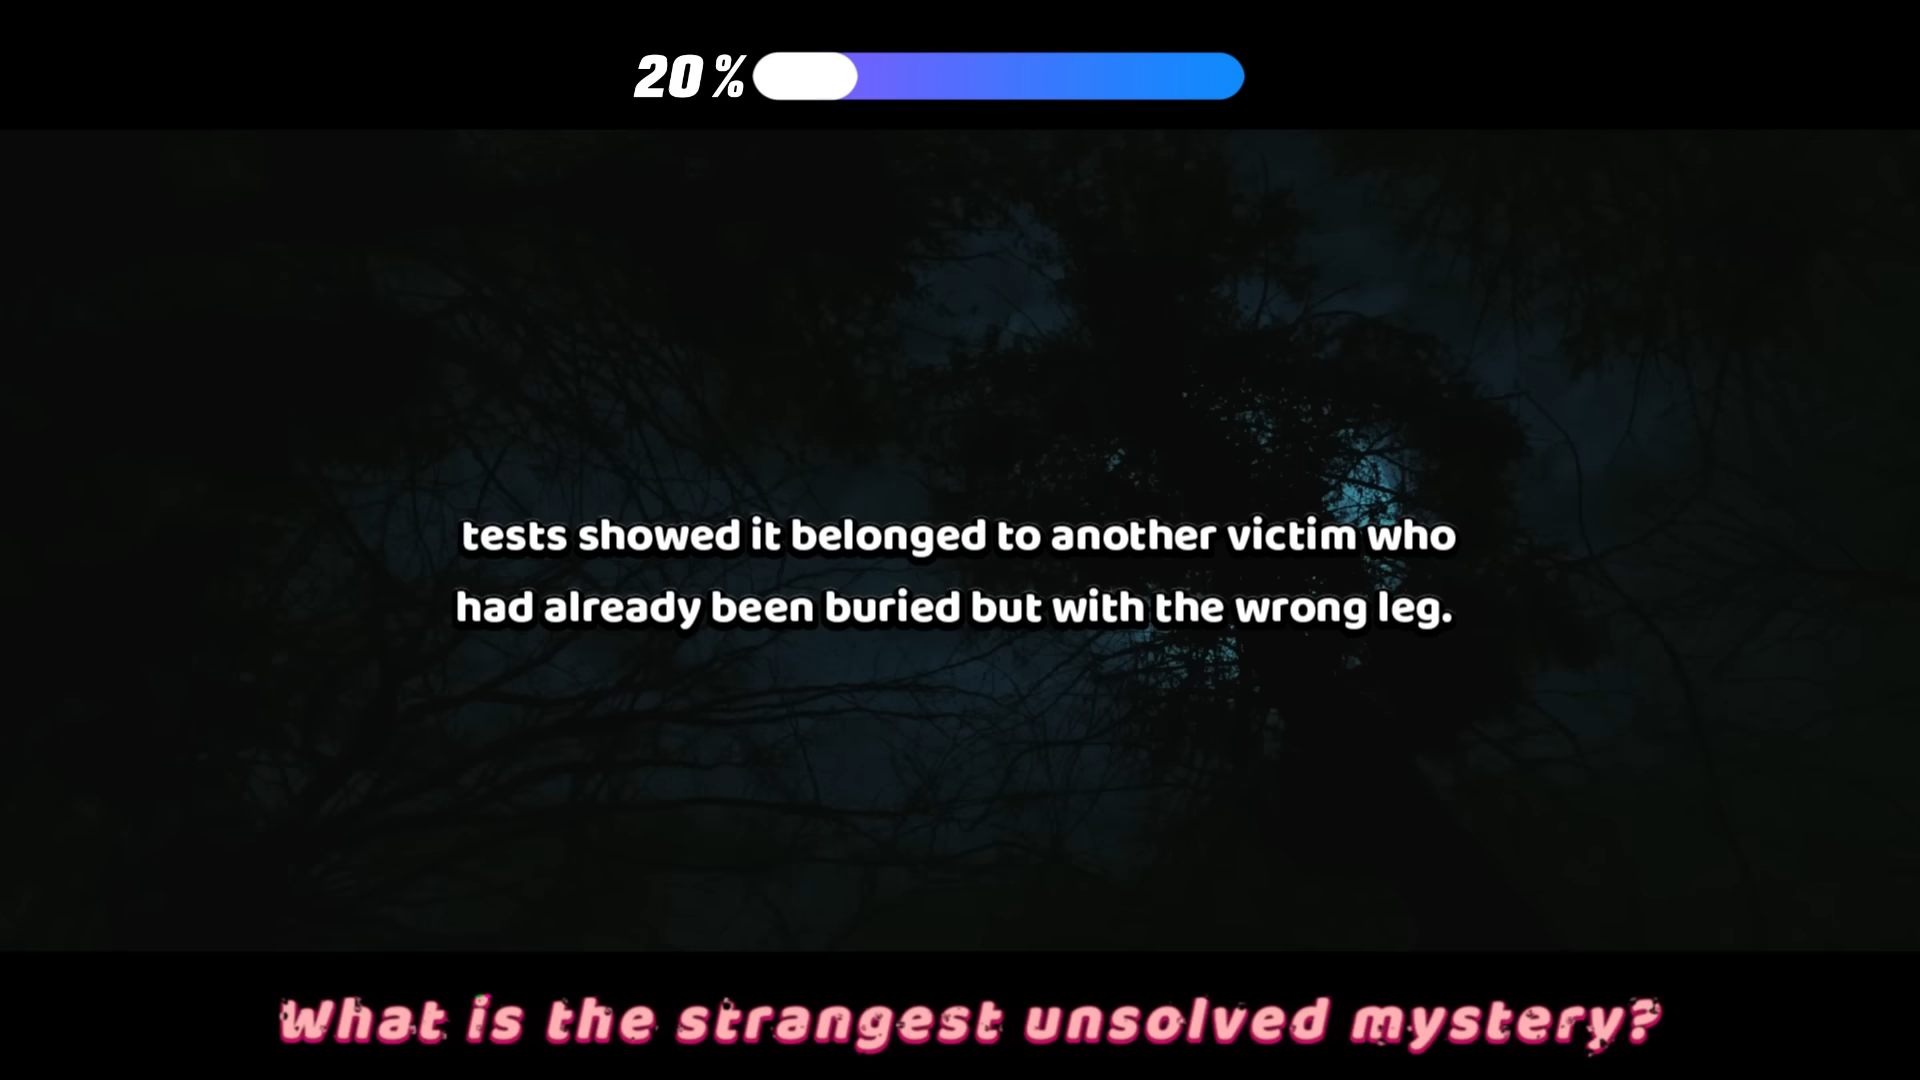 20%
tests showed it belonged to another victim who
had already been buried but with the wrong leg.
What is the strangest unsolved mystery?